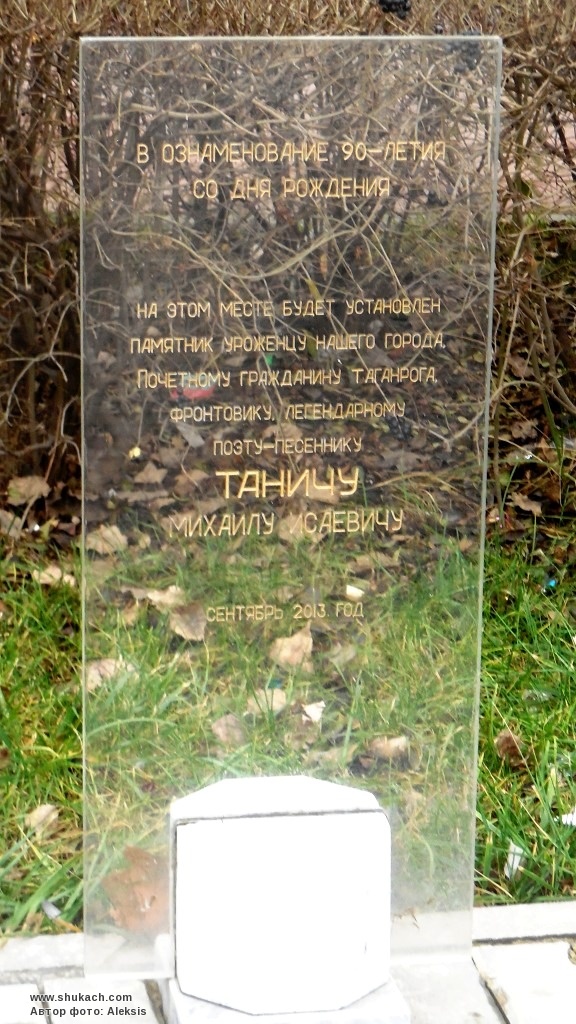 В ОЗНАМЕНОВАНИЕ 90-ЛЕТИЯ
СО ДНЯ РОЖДЕНИЯ
НА ЭТОМ МЕСТЕ БУДЕТ УСТАНОВЛЕН
ПАМЯТНИК УРОЖЕНЦУ НАШЕГО ГОРОДА,
ПОЧЕТНОМУ ГРАЖДАНИНУ ТАГАНРОГА,
ФРОНТОВИКУ, ЛЕГЕНДАРНОМУ
ПОЭТУ-ПЕСЕННИКУ
ТАНИЧУ
МИХАИЛУ ИСАЕВИЧУ
СЕНТЯБРЬ 2013 ГОД
www.shukach.com
Автор фото: Aleksis